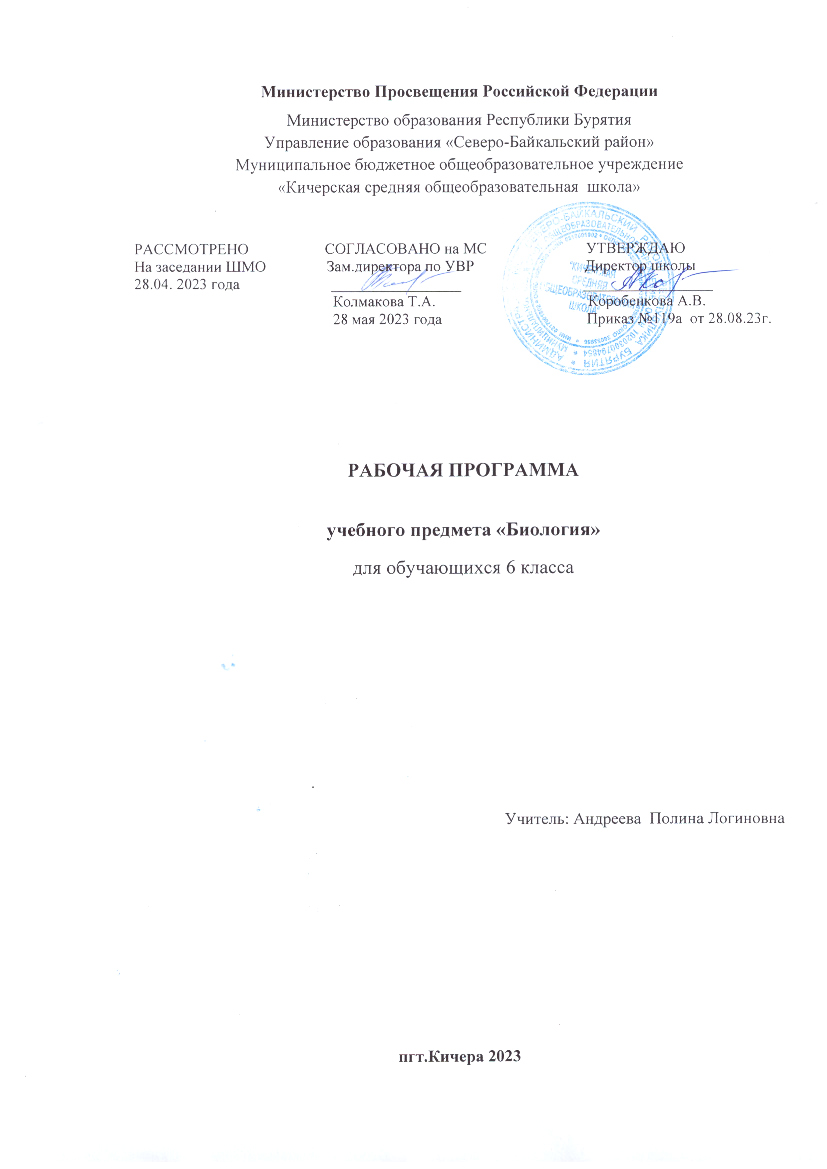 Министерство Просвещения Российской Федерации
Министерство образования Республики Бурятия
Управление образования «Северо-Байкальский район»
Муниципальное бюджетное общеобразовательное учреждение
«Кичерская средняя общеобразовательная школа»
РАССМОТРЕНО СОГЛАСОВАНО на МС УТВЕРЖДАЮ
На заседании ШМО Зам.директора по УВР Директор школы
28.04. 2023 года
Колмакова Т.А. Коробенкова А.В.
28 мая 2023 года Приказ №119а от 28.08.23г.
РАБОЧАЯ ПРОГРАММА
учебного предмета «Биология»
для обучающихся 6 класса
Учитель: Андреева Полина Логиновна
пгт.Кичера 2023